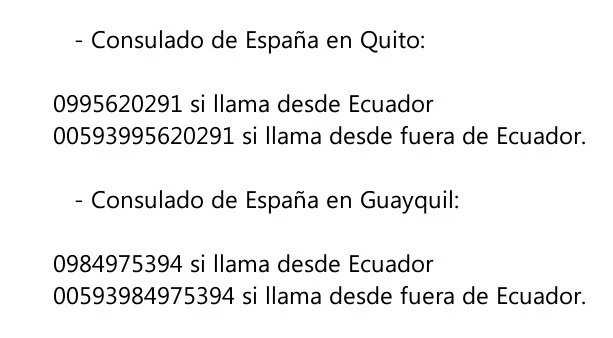 - Consulado de España en Quito:
0995620291 si llama desde Ecuador
00593995620291 si llama desde fuera de Ecuador.
- Consulado de España en Guayquil:
0984975394 si llama desde Ecuador
00593984975394 si llama desde fuera de Ecuador.